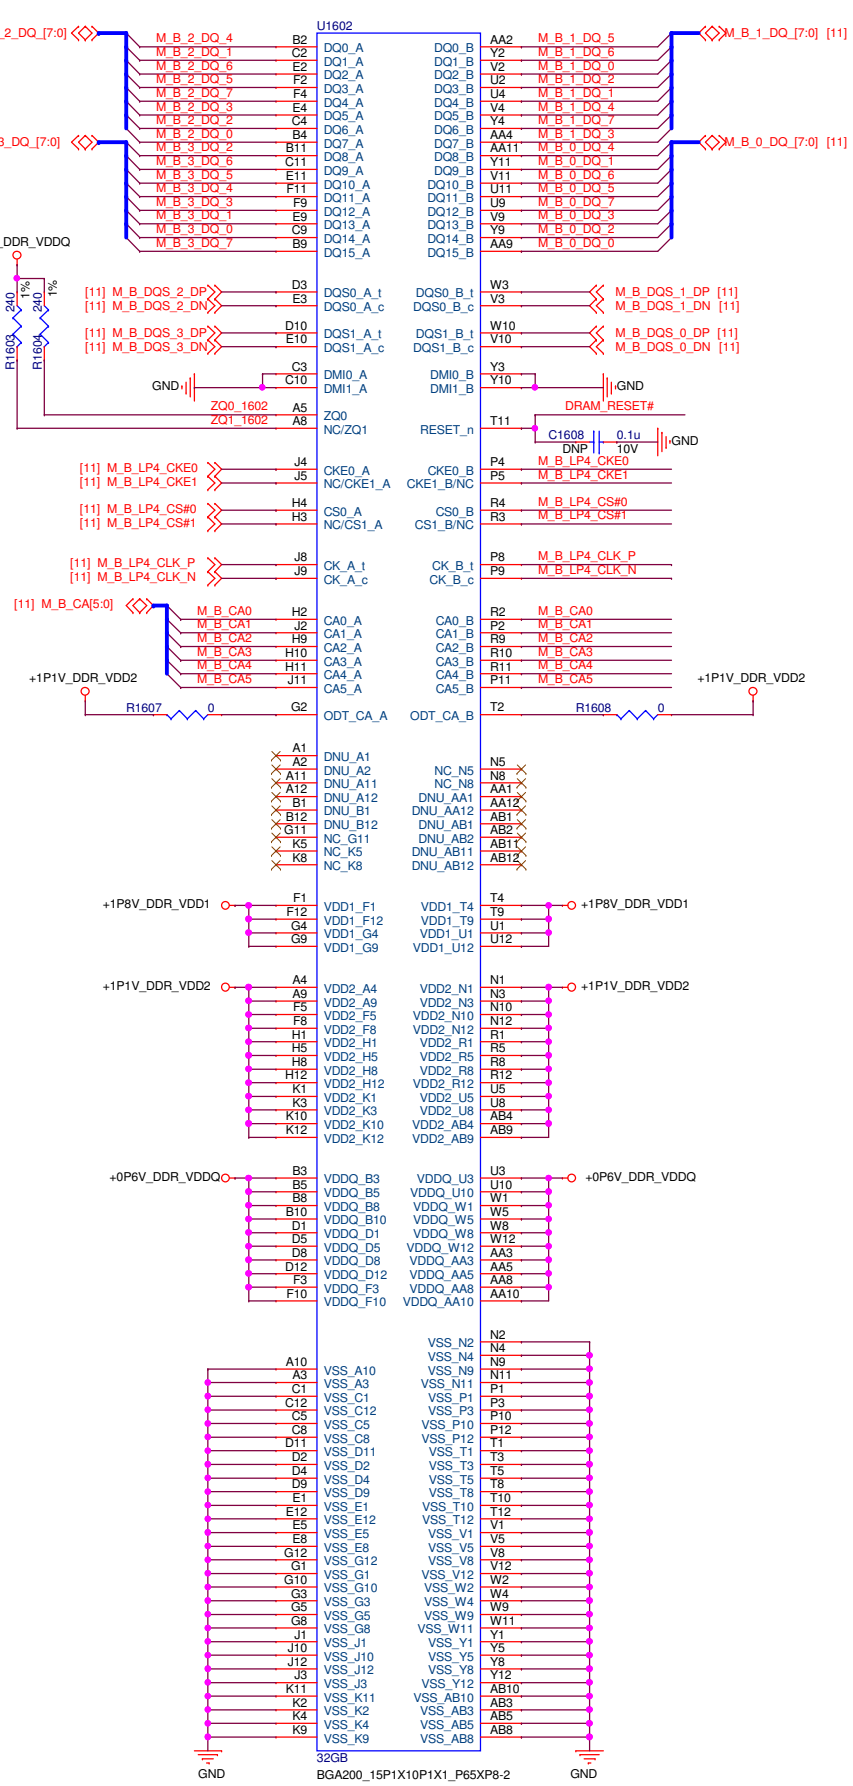 U1602
_2_DQ_[7:0]
M_B_2_DQ_4 B2 DQ0_A DQ0_B AA2 M_B_1_DQ_5
M_B_1_DQ_[7:0] [11]
M_B_2_DQ_1 C2 DQ1_A DQ1_B Y2 M_B_1_DQ_6
M_B_2_DQ_6 E2 DQ2_A DQ2_B V2 M_B_1_DQ_0
M_B_2_DQ_5 F2 DQ3_A DQ3_B U2 M_B_1_DQ_2
M_B_2_DQ_7 F4 DQ4_A DQ4_B U4 M_B_1_DQ_1
M_B_2_DQ_3 E4 DQ5_A DQ5_B V4 M_B_1_DQ_4
M_B_2_DQ_2 C4 DQ6_A DQ6_B Y4 M_B_1_DQ_7
M_B_2_DQ_0 B4 DQ7_A DQ7_B AA4 M_B_1_DQ_3
3_DQ_[7:0]
M_B_3_DQ_2 B11 DQ8_A DQ8_B AA11 M_B_0_DQ_4
M_B_0_DQ_[7:0] [11]
M_B_3_DQ_6 C11 DQ9_A DQ9_B Y11 M_B_0_DQ_1
M_B_3_DQ_5 E11 DQ10_A DQ10_B V11 M_B_0_DQ_6
M_B_3_DQ_4 F11 DQ11_A DQ11_B U11 M_B_0_DQ_5
M_B_3_DQ_3 F9 DQ12_A DQ12_B U9 M_B_0_DQ_7
M_B_3_DQ_1 E9 DQ13_A DQ13_B V9 M_B_0_DQ_3
M_B_3_DQ_0 C9 DQ14_A DQ14_B Y9 M_B_0_DQ_2
M_B_3_DQ_7 B9 DQ15_A DQ15_B AA9 M_B_0_DQ_0
_DDR_VDDQ
R1603 240 1%
R1604 240 1%
[11] M_B_DQS_2_DP D3 DQS0_A_t DQS0_B_t W3 M_B_DQS_1_DP [11]
[11] M_B_DQS_2_DN E3 DQS0_A_c DQS0_B_c V3 M_B_DQS_1_DN [11]
[11] M_B_DQS_3_DP D10 DQS1_A_t DQS1_B_t W10 M_B_DQS_0_DP [11]
[11] M_B_DQS_3_DN E10 DQS1_A_c DQS1_B_c V10 M_B_DQS_0_DN [11]
C3 DMI0_A DMI0_B Y3
GND C10 DMI1_A DMI1_B Y10 GND
ZQ0_1602 A5 ZQ0 DRAM_RESET#
ZQ1_1602 A8 NC/ZQ1 RESET_n T11
C1608 0.1u GND
DNP 10V
[11] M_B_LP4_CKE0 J4 CKE0_A CKE0_B P4 M_B_LP4_CKE0
[11] M_B_LP4_CKE1 J5 NC/CKE1_A CKE1_B/NC P5 M_B_LP4_CKE1
[11] M_B_LP4_CS#0 H4 CS0_A CS0_B R4 M_B_LP4_CS#0
[11] M_B_LP4_CS#1 H3 NC/CS1_A CS1_B/NC R3 M_B_LP4_CS#1
[11] M_B_LP4_CLK_P J8 CK_A_t CK_B_t P8 M_B_LP4_CLK_P
[11] M_B_LP4_CLK_N J9 CK_A_c CK_B_c P9 M_B_LP4_CLK_N
[11] M_B_CA[5:0]
M_B_CA0 H2 CA0_A CA0_B R2 M_B_CA0
M_B_CA1 J2 CA1_A CA1_B P2 M_B_CA1
M_B_CA2 H9 CA2_A CA2_B R9 M_B_CA2
M_B_CA3 H10 CA3_A CA3_B R10 M_B_CA3
M_B_CA4 H11 CA4_A CA4_B R11 M_B_CA4
M_B_CA5 J11 CA5_A CA5_B P11 M_B_CA5
+1P1V_DDR_VDD2 +1P1V_DDR_VDD2
R1607 0 G2 ODT_CA_A ODT_CA_B T2 R1608 0
A1 DNU_A1
A2 DNU_A2 NC_N5 N5
A11 DNU_A11 NC_N8 N8
A12 DNU_A12 DNU_AA1 AA1
B1 DNU_B1 DNU_AA12 AA12
B12 DNU_B12 DNU_AB1 AB1
G11 NC_G11 DNU_AB2 AB2
K5 NC_K5 DNU_AB11 AB11
K8 NC_K8 DNU_AB12 AB12
+1P8V_DDR_VDD1 F1 VDD1_F1 VDD1_T4 T4 +1P8V_DDR_VDD1
F12 VDD1_F12 VDD1_T9 T9
G4 VDD1_G4 VDD1_U1 U1
G9 VDD1_G9 VDD1_U12 U12
+1P1V_DDR_VDD2 A4 VDD2_A4 VDD2_N1 N1 +1P1V_DDR_VDD2
A9 VDD2_A9 VDD2_N3 N3
F5 VDD2_F5 VDD2_N10 N10
F8 VDD2_F8 VDD2_N12 N12
H1 VDD2_H1 VDD2_R1 R1
H5 VDD2_H5 VDD2_R5 R5
H8 VDD2_H8 VDD2_R8 R8
H12 VDD2_H12 VDD2_R12 R12
K1 VDD2_K1 VDD2_U5 U5
K3 VDD2_K3 VDD2_U8 U8
K10 VDD2_K10 VDD2_AB4 AB4
K12 VDD2_K12 VDD2_AB9 AB9
+0P6V_DDR_VDDQ B3 VDDQ_B3 VDDQ_U3 U3 +0P6V_DDR_VDDQ
B5 VDDQ_B5 VDDQ_U10 U10
B8 VDDQ_B8 VDDQ_W1 W1
B10 VDDQ_B10 VDDQ_W5 W5
D1 VDDQ_D1 VDDQ_W8 W8
D5 VDDQ_D5 VDDQ_W12 W12
D8 VDDQ_D8 VDDQ_AA3 AA3
D12 VDDQ_D12 VDDQ_AA5 AA5
F3 VDDQ_F3 VDDQ_AA8 AA8
F10 VDDQ_F10 VDDQ_AA10 AA10
VSS_N2 N2
VSS_N4 N4
A10 VSS_A10 VSS_N9 N9
A3 VSS_A3 VSS_N11 N11
C1 VSS_C1 VSS_P1 P1
C12 VSS_C12 VSS_P3 P3
C5 VSS_C5 VSS_P10 P10
C8 VSS_C8 VSS_P12 P12
D11 VSS_D11 VSS_T1 T1
D2 VSS_D2 VSS_T3 T3
D4 VSS_D4 VSS_T5 T5
D9 VSS_D9 VSS_T8 T8
E1 VSS_E1 VSS_T10 T10
E12 VSS_E12 VSS_T12 T12
E5 VSS_E5 VSS_V1 V1
E8 VSS_E8 VSS_V5 V5
G12 VSS_G12 VSS_V8 V8
G1 VSS_G1 VSS_V12 V12
G10 VSS_G10 VSS_W2 W2
G3 VSS_G3 VSS_W4 W4
G5 VSS_G5 VSS_W9 W9
G8 VSS_G8 VSS_W11 W11
J1 VSS_J1 VSS_Y1 Y1
J10 VSS_J10 VSS_Y5 Y5
J12 VSS_J12 VSS_Y8 Y8
J3 VSS_J3 VSS_Y12 Y12
K11 VSS_K11 VSS_AB10 AB10
K2 VSS_K2 VSS_AB3 AB3
K4 VSS_K4 VSS_AB5 AB5
K9 VSS_K9 VSS_AB8 AB8
32GB
GND BGA200_15P1X10P1X1_P65XP8-2 GND